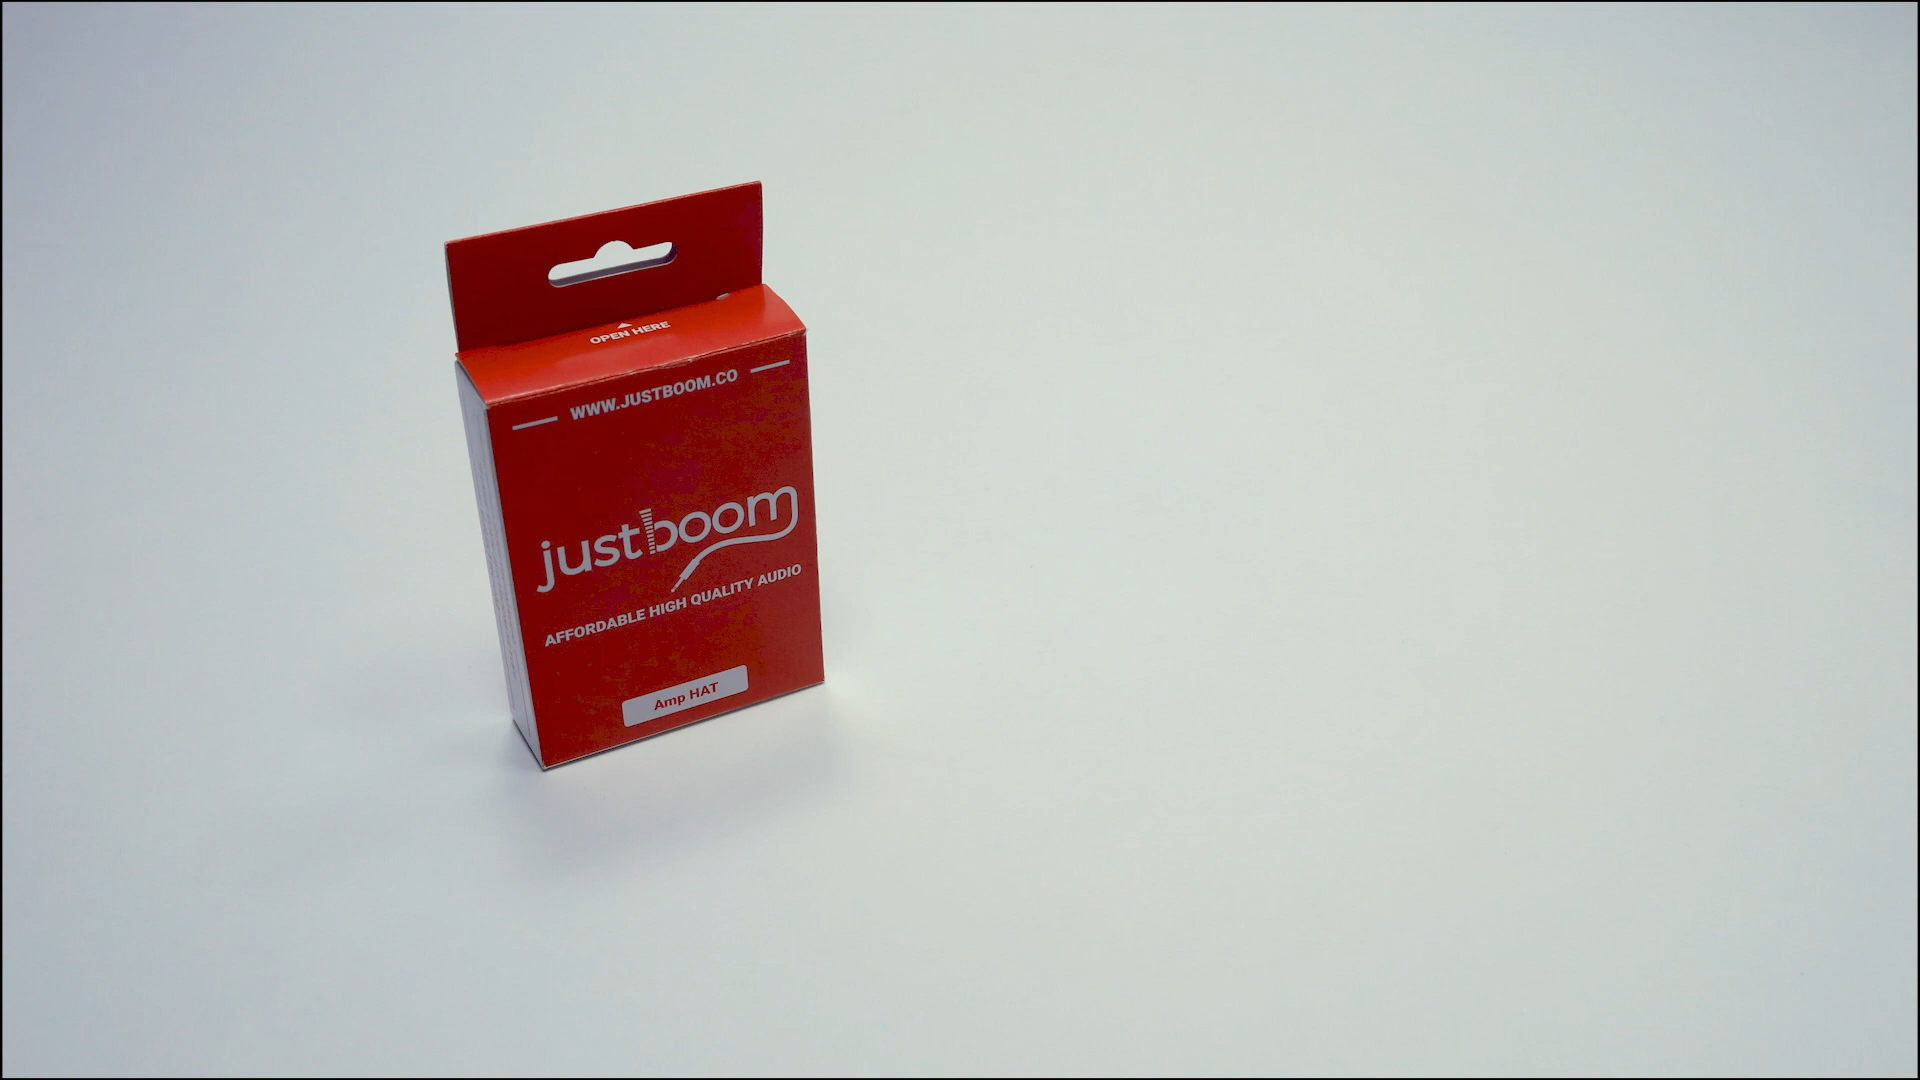 OPEN HERE
WWW.JUSTBOOM.CO
justboom
AFFORDABLE HIGH QUALITY AUDIO
Amp HAT